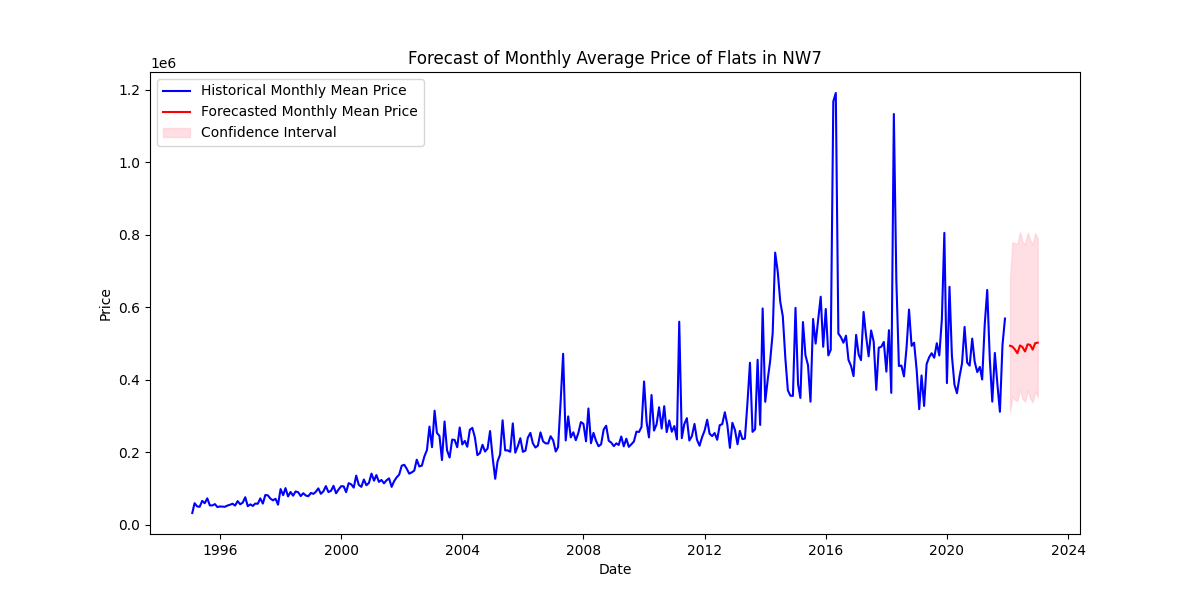 Forecast of Monthly Average Price of Flats in NW7
1e6
Historical Monthly Mean Price
Forecasted Monthly Mean Price
Confidence Interval
1.2
1.0
0.8
0.6
0.4
0.2
0.0
Price
1996
2000
2004
2008
2012
2016
2020
2024
Date